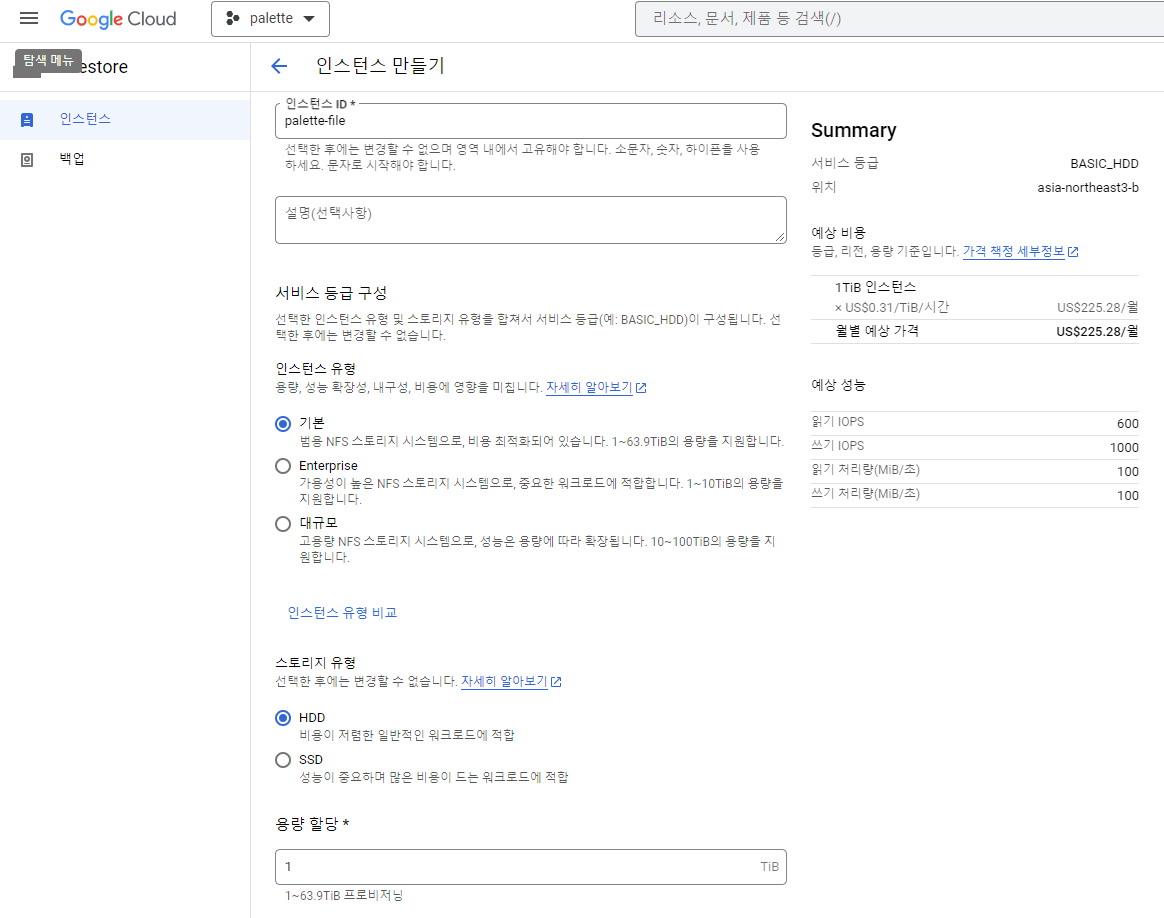 Google Cloud
palette
리소스, 문서, 제품 등 검색(/)
탐색 메뉴
estore
인스턴스 만들기
인스턴스
백업
인스턴스 ID *
palette-file
선택한 후에는 변경할 수 없으며 영역 내에서 고유해야 합니다. 소문자, 숫자, 하이픈을 사용
하세요. 문자로 시작해야 합니다.
설명(선택사항)
서비스 등급 구성
선택한 인스턴스 유형 및 스토리지 유형을 합쳐서 서비스 등급(예: BASIC_HDD)이 구성됩니다. 선
택한 후에는 변경할 수 없습니다.
인스턴스 유형
용량, 성능 확장성, 내구성, 비용에 영향을 미칩니다. 자세히 알아보기
기본
범용 NFS 스토리지 시스템으로, 비용 최적화되어 있습니다. 1~63.9TiB의 용량을 지원합니다.
Enterprise
가용성이 높은 NFS 스토리지 시스템으로, 중요한 워크로드에 적합합니다. 1~10TiB의 용량을
지원합니다.
대규모
고용량 NFS 스토리지 시스템으로, 성능은 용량에 따라 확장됩니다. 10~100TiB의 용량을 지
원합니다.
인스턴스 유형 비교
스토리지 유형
선택한 후에는 변경할 수 없습니다. 자세히 알아보기
HDD
비용이 저렴한 일반적인 워크로드에 적합
SSD
성능이 중요하며 많은 비용이 드는 워크로드에 적합
용량 할당 *
1 TiB
1~63.9TiB 프로비저닝
Summary
서비스 등급 BASIC_HDD
위치 asia-northeast3-b
예상 비용
등급, 리전, 용량 기준입니다. 가격 책정 세부정보
1TiB 인스턴스
× US$0.31/TiB/시간 US$225.28/월
월별 예상 가격 US$225.28/월
예상 성능
읽기 IOPS 600
쓰기 IOPS 1000
읽기 처리량(MiB/초) 100
쓰기 처리량(MiB/초) 100